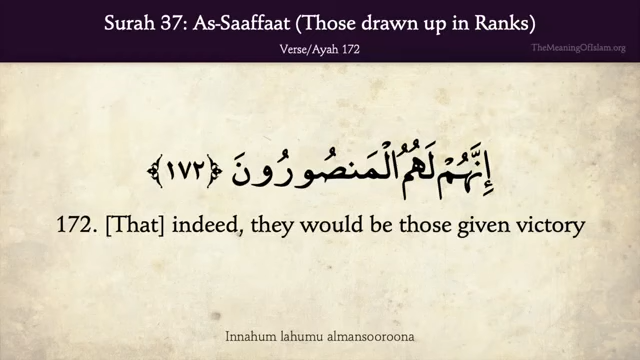 Surah 37: As-Saaffaat (Those drawn up in Ranks)
Verse/Ayah 172
TheMeaningOfIslam.org
إِنَّهُمْ لَهُمُ الْمَنصُورُونَ ﴿١٧٢﴾
172. [That] indeed, they would be those given victory
Innahum lahumu almansooroona